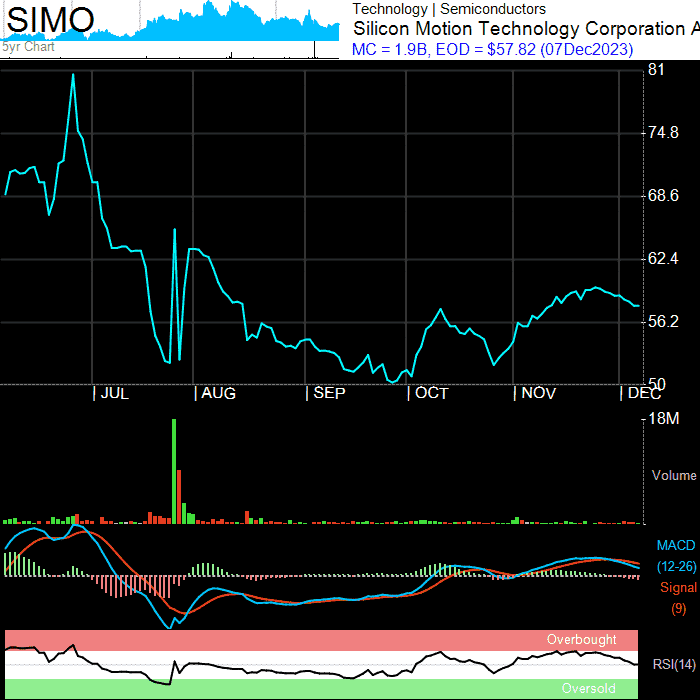 SIMO
5yr Chart
Technology | Semiconductors
Silicon Motion Technology Corporation A
MC = 1.9B, EOD = $57.82 (07Dec2023)
81
74.8
68.6
62.4
56.2
50
JUL
AUG
SEP
OCT
NOV
DEC
18M
Volume
MACD
(12-26)
Signal
(9)
Overbought
RSI(14)
Oversold